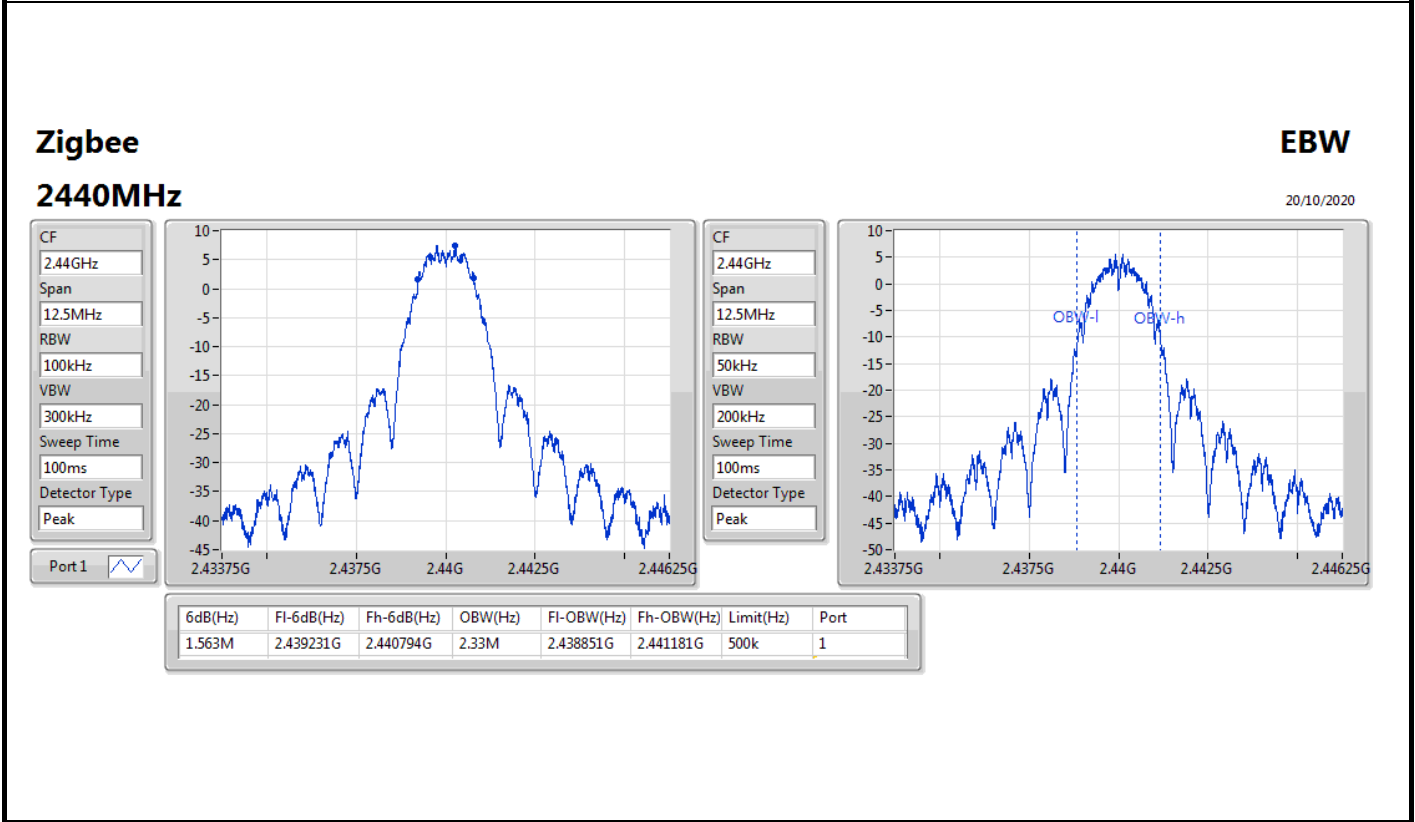 Zigbee
EBW
2440MHz
20/10/2020
CF
2.44GHz
Span
12.5MHz
RBW
100kHz
VBW
300kHz
Sweep Time
100ms
Detector Type
Peak
Port 1
10
5
0
-5
-10
-15
-20
-25
-30
-35
-40
-45
2.43375G 2.4375G 2.44G 2.4425G 2.44625G
CF
2.44GHz
Span
12.5MHz
RBW
50kHz
VBW
200kHz
Sweep Time
100ms
Detector Type
Peak
10
5
0
-5
-10
-15
-20
-25
-30
-35
-40
-45
-50
OBW-l OBW-h
2.43375G 2.4375G 2.44G 2.4425G 2.44625G
6dB(Hz) Fl-6dB(Hz) Fh-6dB(Hz) OBW(Hz) Fl-OBW(Hz) Fh-OBW(Hz) Limit(Hz) Port
1.563M 2.439231G 2.440794G 2.33M 2.438851G 2.441181G 500k 1